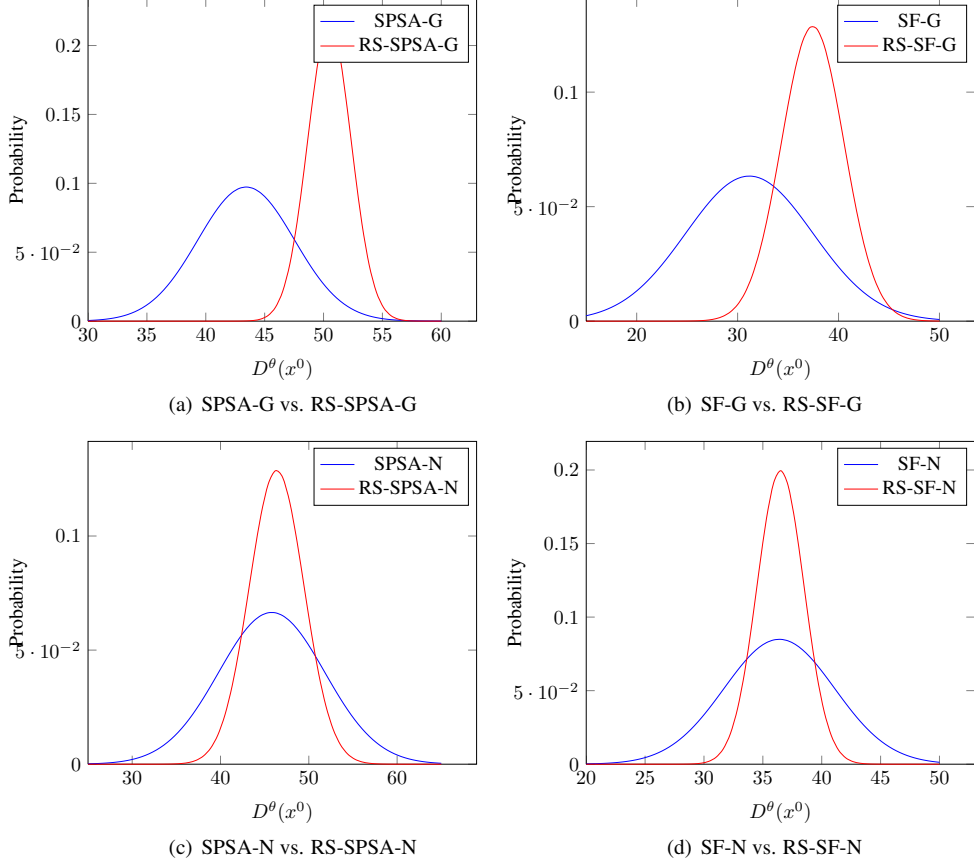 SPSA-G
RS-SPSA-G
0.2
0.15
0.1
5 · 10⁻²
0
Probability
30 35 40 45 50 55 60
D^θ(x⁰)
(a) SPSA-G vs. RS-SPSA-G
SF-G
RS-SF-G
0.1
5 · 10⁻²
0
Probability
20 30 40 50
D^θ(x⁰)
(b) SF-G vs. RS-SF-G
SPSA-N
RS-SPSA-N
0.1
5 · 10⁻²
0
Probability
30 40 50 60
D^θ(x⁰)
(c) SPSA-N vs. RS-SPSA-N
SF-N
RS-SF-N
0.2
0.15
0.1
5 · 10⁻²
0
Probability
20 25 30 35 40 45 50
D^θ(x⁰)
(d) SF-N vs. RS-SF-N